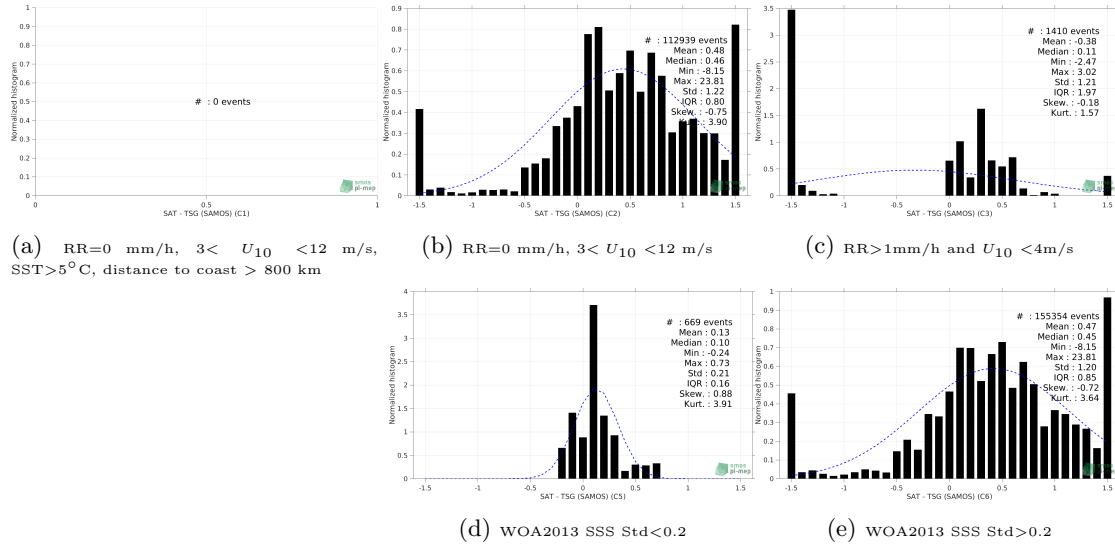 1
0.9
0.8
0.7
0.6
0.5
0.4
0.3
0.2
0.1
0
Normalized histogram
# : 0 events
smos
pi-mep
0 0.5 1
SAT - TSG (SAMOS) (C1)
(a) RR=0 mm/h, 3< U10 <12 m/s,
SST>5°C, distance to coast > 800 km
0.9
0.8
0.7
0.6
0.5
0.4
0.3
0.2
0.1
0
Normalized histogram
# : 112939 events
Mean : 0.48
Median : 0.46
Min : -8.15
Max : 23.81
Std : 1.22
IQR : 0.80
Skew. : -0.75
Kurt. : 3.90
smos
pi-mep
-1.5 -1 -0.5 0 0.5 1 1.5
SAT - TSG (SAMOS) (C2)
(b) RR=0 mm/h, 3< U10 <12 m/s
3.5
3
2.5
2
1.5
1
0.5
0
Normalized histogram
# : 1410 events
Mean : -0.38
Median : 0.11
Min : -2.47
Max : 3.02
Std : 1.21
IQR : 1.97
Skew. : -0.18
Kurt. : 1.57
smos
pi-mep
-1.5 -1 -0.5 0 0.5 1 1.5
SAT - TSG (SAMOS) (C3)
(c) RR>1mm/h and U10 <4m/s
4
3.5
3
2.5
2
1.5
1
0.5
0
Normalized histogram
# : 669 events
Mean : 0.13
Median : 0.10
Min : -0.24
Max : 0.73
Std : 0.21
IQR : 0.16
Skew. : 0.88
Kurt. : 3.91
smos
pi-mep
-1.5 -1 -0.5 0 0.5 1 1.5
SAT - TSG (SAMOS) (C5)
(d) WOA2013 SSS Std<0.2
1
0.9
0.8
0.7
0.6
0.5
0.4
0.3
0.2
0.1
0
Normalized histogram
# : 155354 events
Mean : 0.47
Median : 0.45
Min : -8.15
Max : 23.81
Std : 1.20
IQR : 0.85
Skew. : -0.72
Kurt. : 3.64
smos
pi-mep
-1.5 -1 -0.5 0 0.5 1 1.5
SAT - TSG (SAMOS) (C6)
(e) WOA2013 SSS Std>0.2